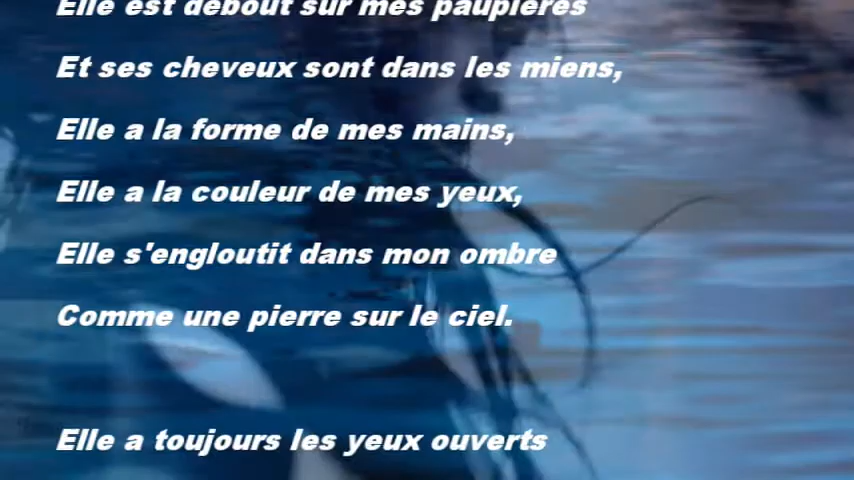 Elle est debout sur mes paupières
Et ses cheveux sont dans les miens,
Elle a la forme de mes mains,
Elle a la couleur de mes yeux,
Elle s'engloutit dans mon ombre
Comme une pierre sur le ciel.
Elle a toujours les yeux ouverts